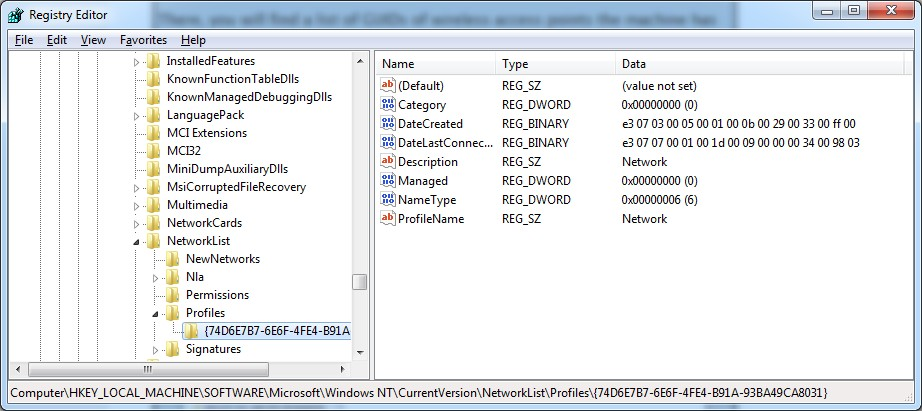 There, you will find a list of GUIDs of wireless access points the machine has
Registry Editor
File Edit View Favorites Help
InstalledFeatures
KnownFunctionTableDlls
KnownManagedDebuggingDlls
LanguagePack
MCI Extensions
MCI32
MiniDumpAuxiliaryDlls
MsiCorruptedFileRecovery
Multimedia
NetworkCards
NetworkList
NewNetworks
Nla
Permissions
Profiles
{74D6E7B7-6E6F-4FE4-B91A
Signatures
Name Type Data
(Default) REG_SZ (value not set)
Category REG_DWORD 0x00000000 (0)
DateCreated REG_BINARY e3 07 03 00 05 00 01 00 0b 00 29 00 33 00 ff 00
DateLastConnec... REG_BINARY e3 07 07 00 01 00 1d 00 09 00 00 00 34 00 98 03
Description REG_SZ Network
Managed REG_DWORD 0x00000000 (0)
NameType REG_DWORD 0x00000006 (6)
ProfileName REG_SZ Network
Computer\HKEY_LOCAL_MACHINE\SOFTWARE\Microsoft\Windows NT\CurrentVersion\NetworkList\Profiles\{74D6E7B7-6E6F-4FE4-B91A-93BA49CA8031}